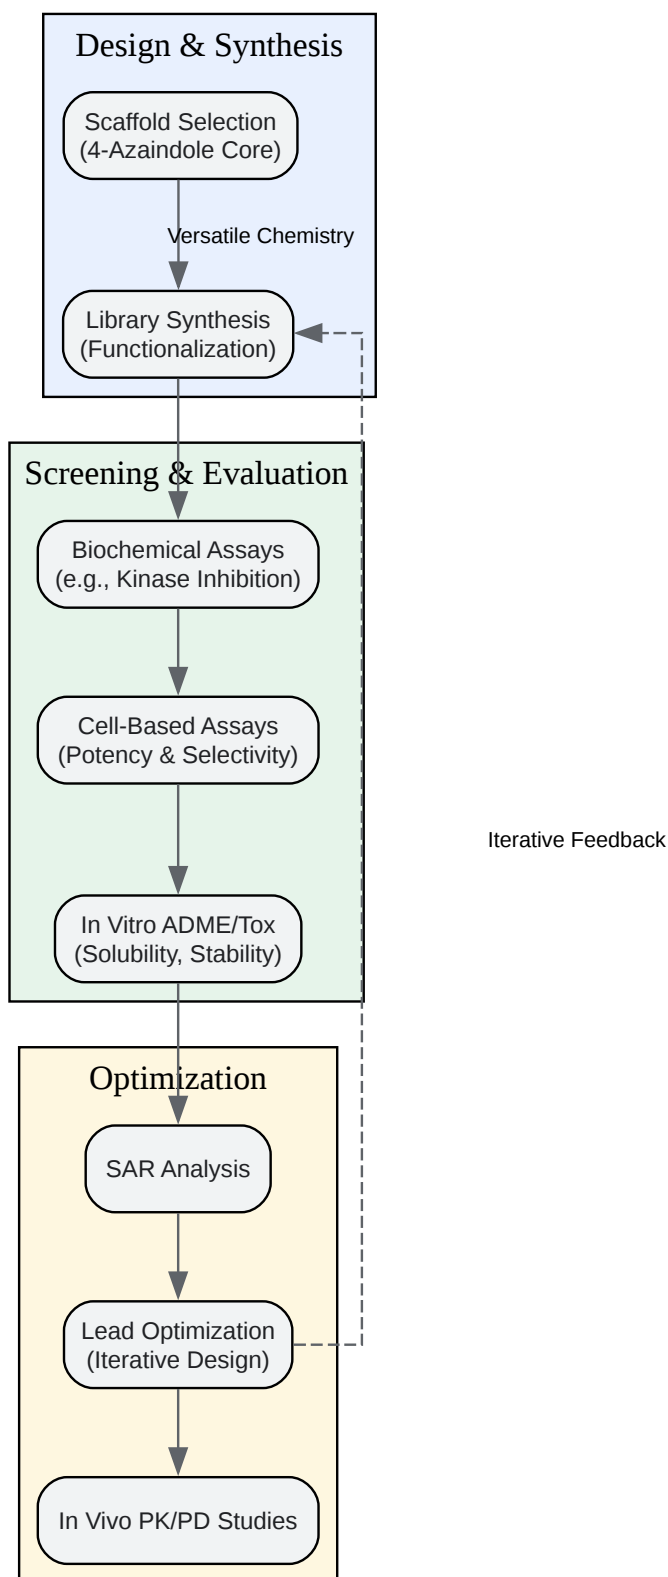 Design & Synthesis
Scaffold Selection
(4-Azaindole Core)
Versatile Chemistry
Library Synthesis
(Functionalization)
Screening & Evaluation
Biochemical Assays
(e.g., Kinase Inhibition)
Cell-Based Assays
(Potency & Selectivity)
Iterative Feedback
In Vitro ADME/Tox
(Solubility, Stability)
Optimization
SAR Analysis
Lead Optimization
(Iterative Design)
In Vivo PK/PD Studies